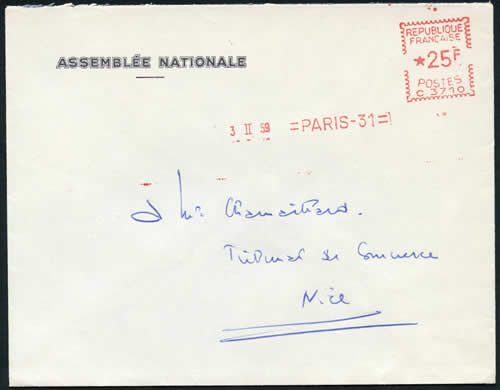 ASSEMBLÉE NATIONALE
REPUBLIQUE
FRANÇAISE
*25F
POSTES
C 3710
3 II 59 =PARIS-31=
Tribunal de Commerce
Nice